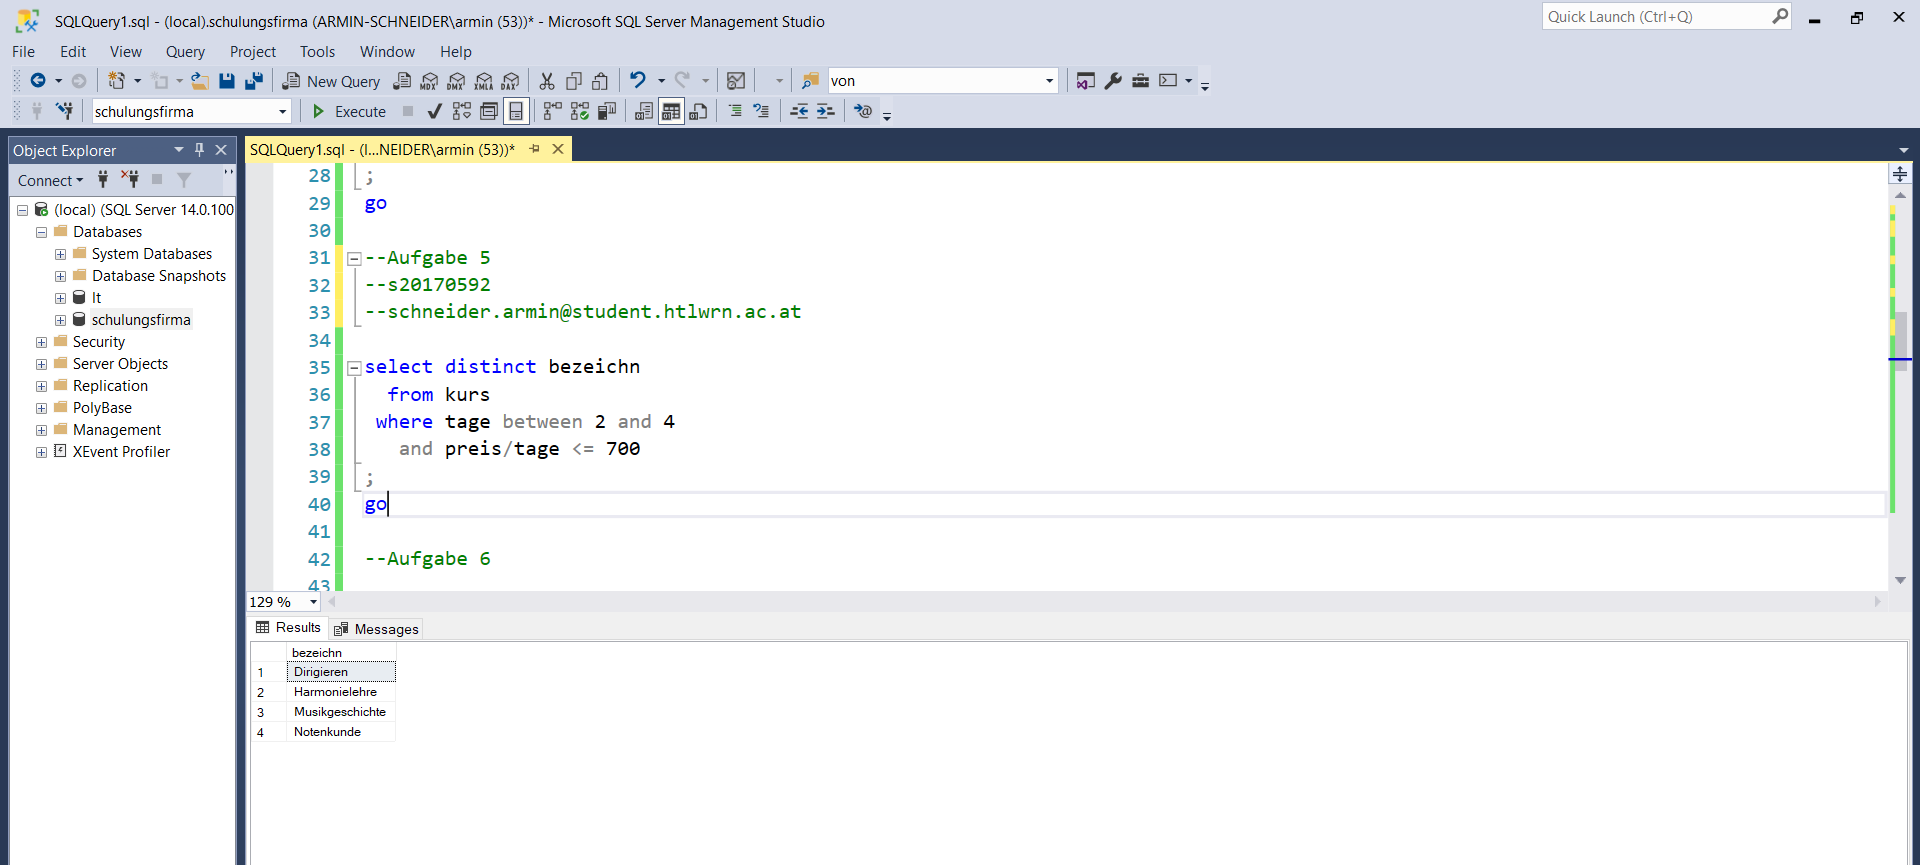 SQLQuery1.sql - (local).schulungsfirma (ARMIN-SCHNEIDER\armin (53))* - Microsoft SQL Server Management Studio
Quick Launch (Ctrl+Q)
File Edit View Query Project Tools Window Help
New Query MDX DMX XMLA DAX von
schulungsfirma Execute
Object Explorer
SQLQuery1.sql - (l...NEIDER\armin (53))*
Connect
(local) (SQL Server 14.0.100
Databases
System Databases
Database Snapshots
lt
schulungsfirma
Security
Server Objects
Replication
PolyBase
Management
XEvent Profiler
28 ;
29 go
30
31 --Aufgabe 5
32 --s20170592
33 --schneider.armin@student.htlwrn.ac.at
34
35 select distinct bezeichn
36 from kurs
37 where tage between 2 and 4
38 and preis/tage <= 700
39 ;
40 go
41
42 --Aufgabe 6
43
129 %
Results Messages
bezeichn
1 Dirigieren
2 Harmonielehre
3 Musikgeschichte
4 Notenkunde